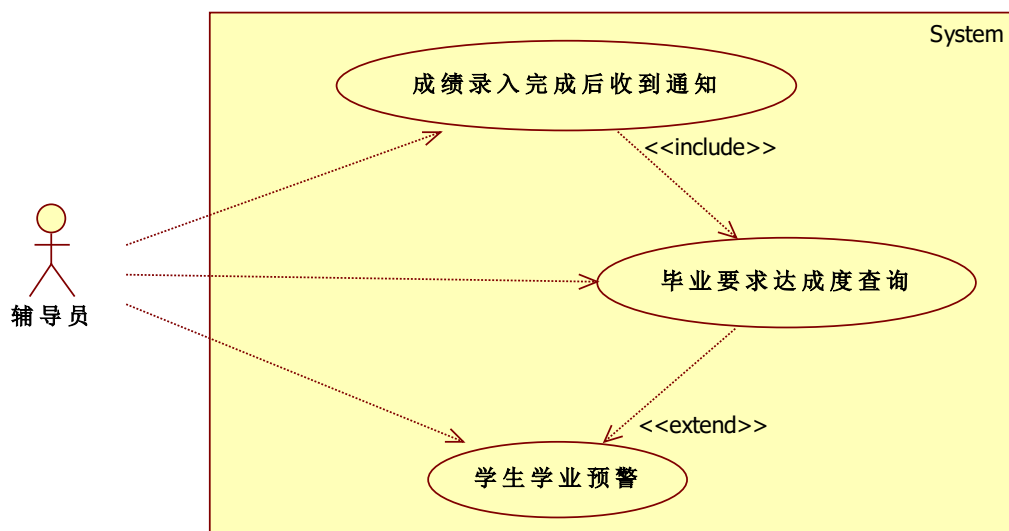 System
成绩录入完成后收到通知
<<include>>
毕业要求达成度查询
辅导员
<<extend>>
学生学业预警